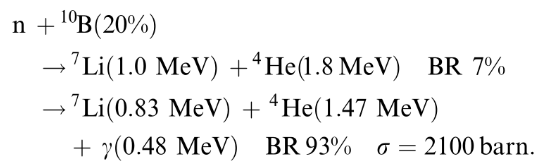 n + ¹⁰B(20%)
→ ⁷Li(1.0 MeV) + ⁴He(1.8 MeV) BR 7%
→ ⁷Li(0.83 MeV) + ⁴He(1.47 MeV)
+ γ(0.48 MeV) BR 93% σ = 2100 barn.